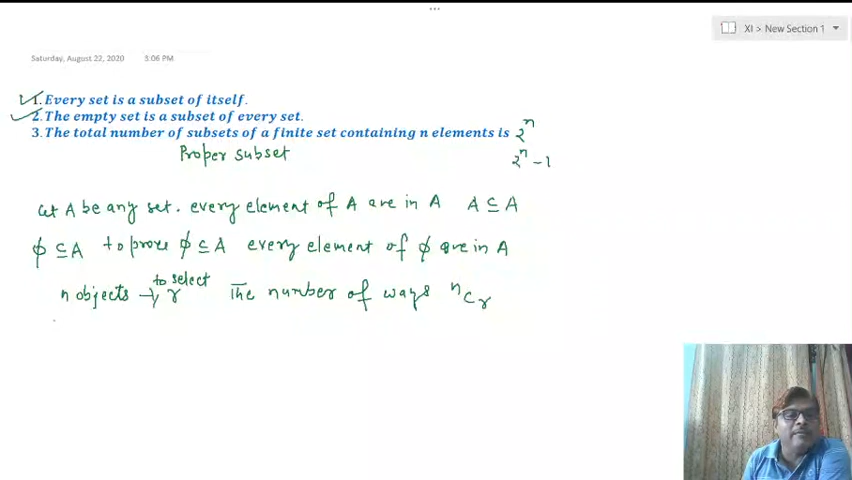 XI > New Section 1
Saturday, August 22, 2020 3:06 PM
1. Every set is a subset of itself.
2. The empty set is a subset of every set.
3. The total number of subsets of a finite set containing n elements is 2ⁿ
Proper subset 2ⁿ - 1
let A be any set. every element of A are in A A ⊆ A
ϕ ⊆ A to prove ϕ ⊆ A every element of ϕ are in A
to select
n objects → r The number of ways ⁿCᵣ